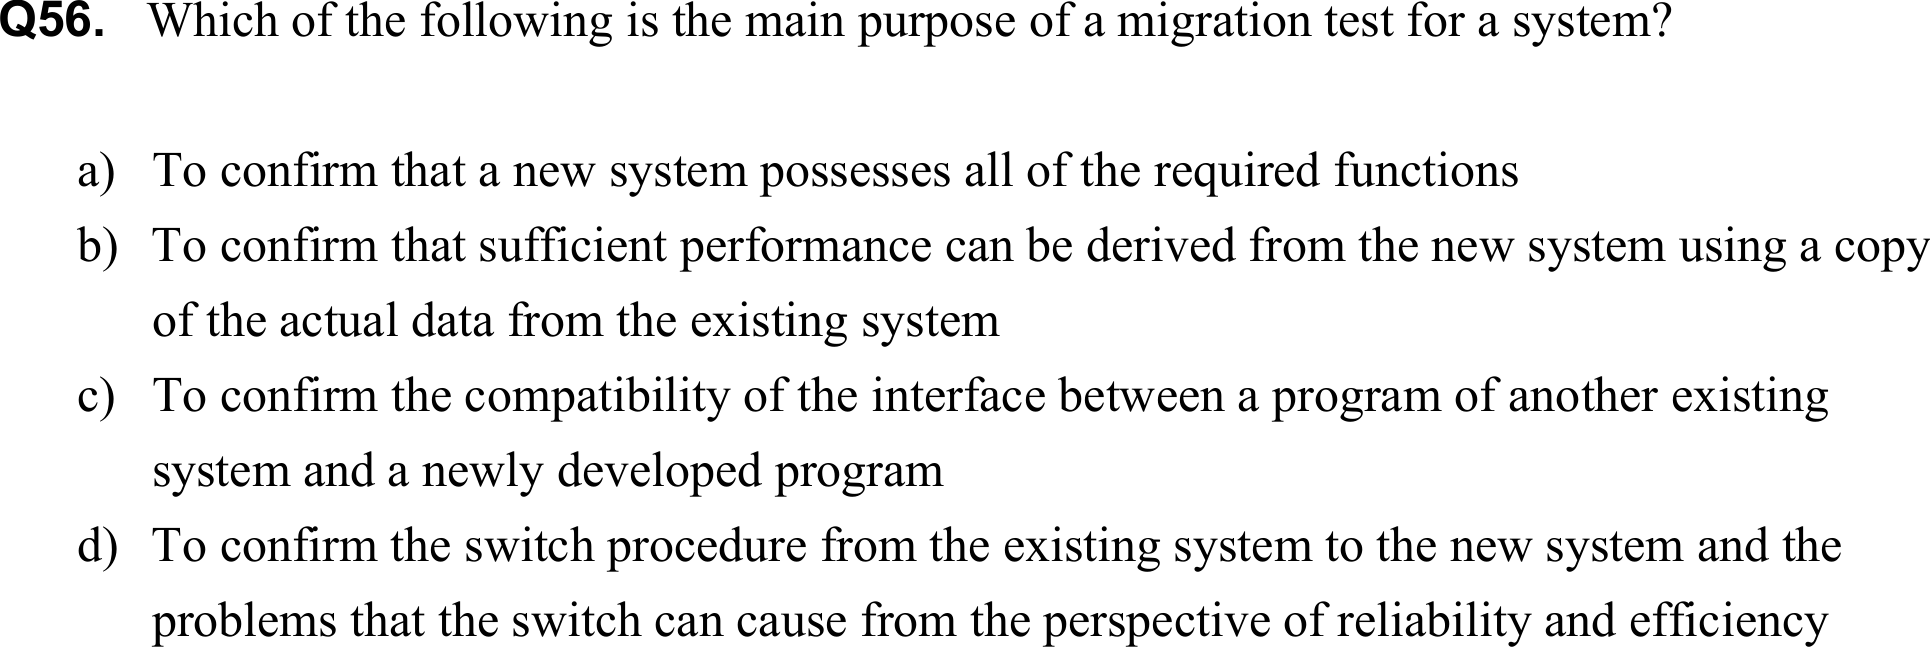 Q56. Which of the following is the main purpose of a migration test for a system?
a) To confirm that a new system possesses all of the required functions
b) To confirm that sufficient performance can be derived from the new system using a copy
of the actual data from the existing system
c) To confirm the compatibility of the interface between a program of another existing
system and a newly developed program
d) To confirm the switch procedure from the existing system to the new system and the
problems that the switch can cause from the perspective of reliability and efficiency